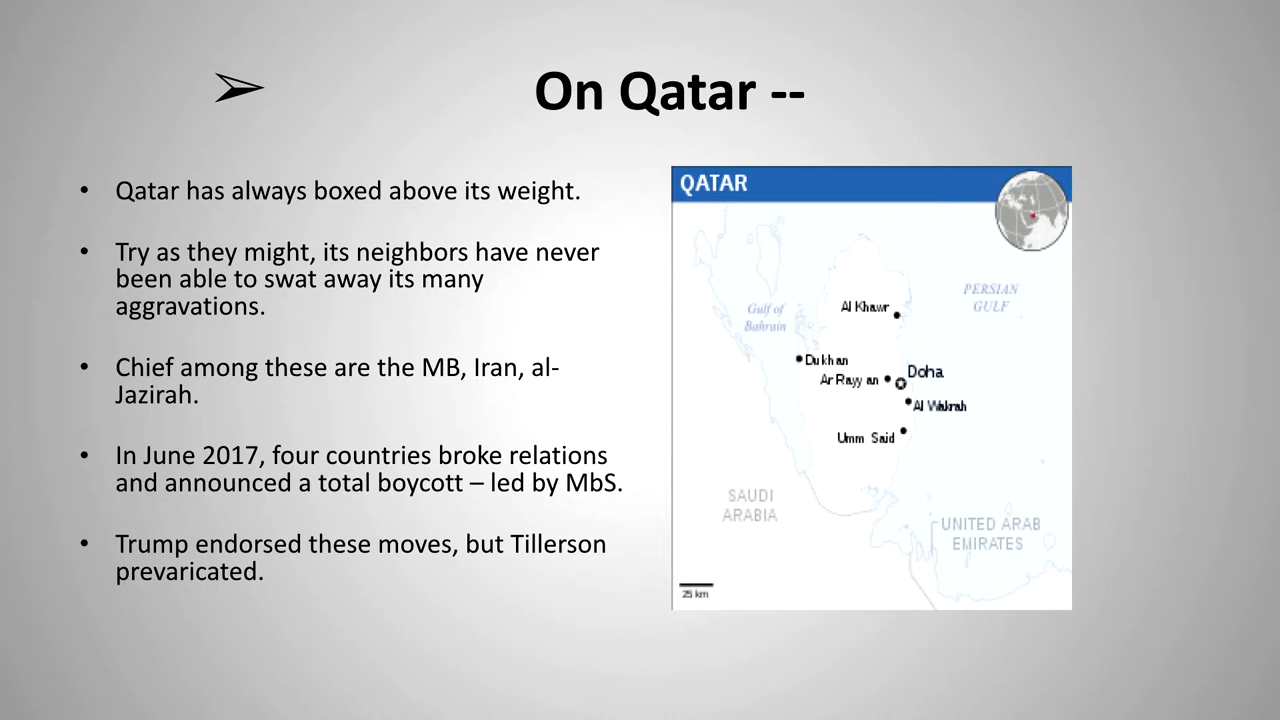 ➢ On Qatar --
• Qatar has always boxed above its weight.
• Try as they might, its neighbors have never
been able to swat away its many
aggravations.
• Chief among these are the MB, Iran, al-
Jazirah.
• In June 2017, four countries broke relations
and announced a total boycott – led by MbS.
• Trump endorsed these moves, but Tillerson
prevaricated.
QATAR
PERSIAN
GULF
Al Khawr
Gulf of
Bahrain
Dukhan
Doha
Ar Rayyan
Al Wakrah
Umm Said
SAUDI
ARABIA
UNITED ARAB
EMIRATES
25 km